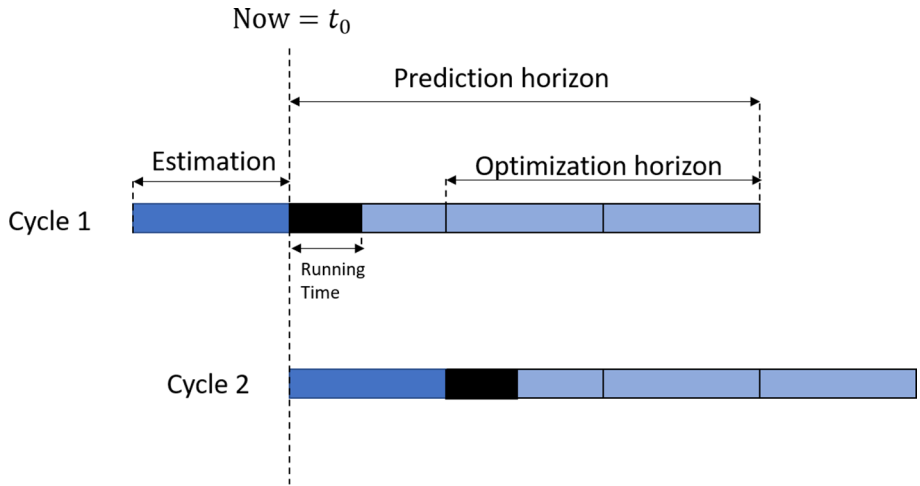 Now = t₀
Prediction horizon
Estimation
Optimization horizon
Cycle 1
Running
Time
Cycle 2